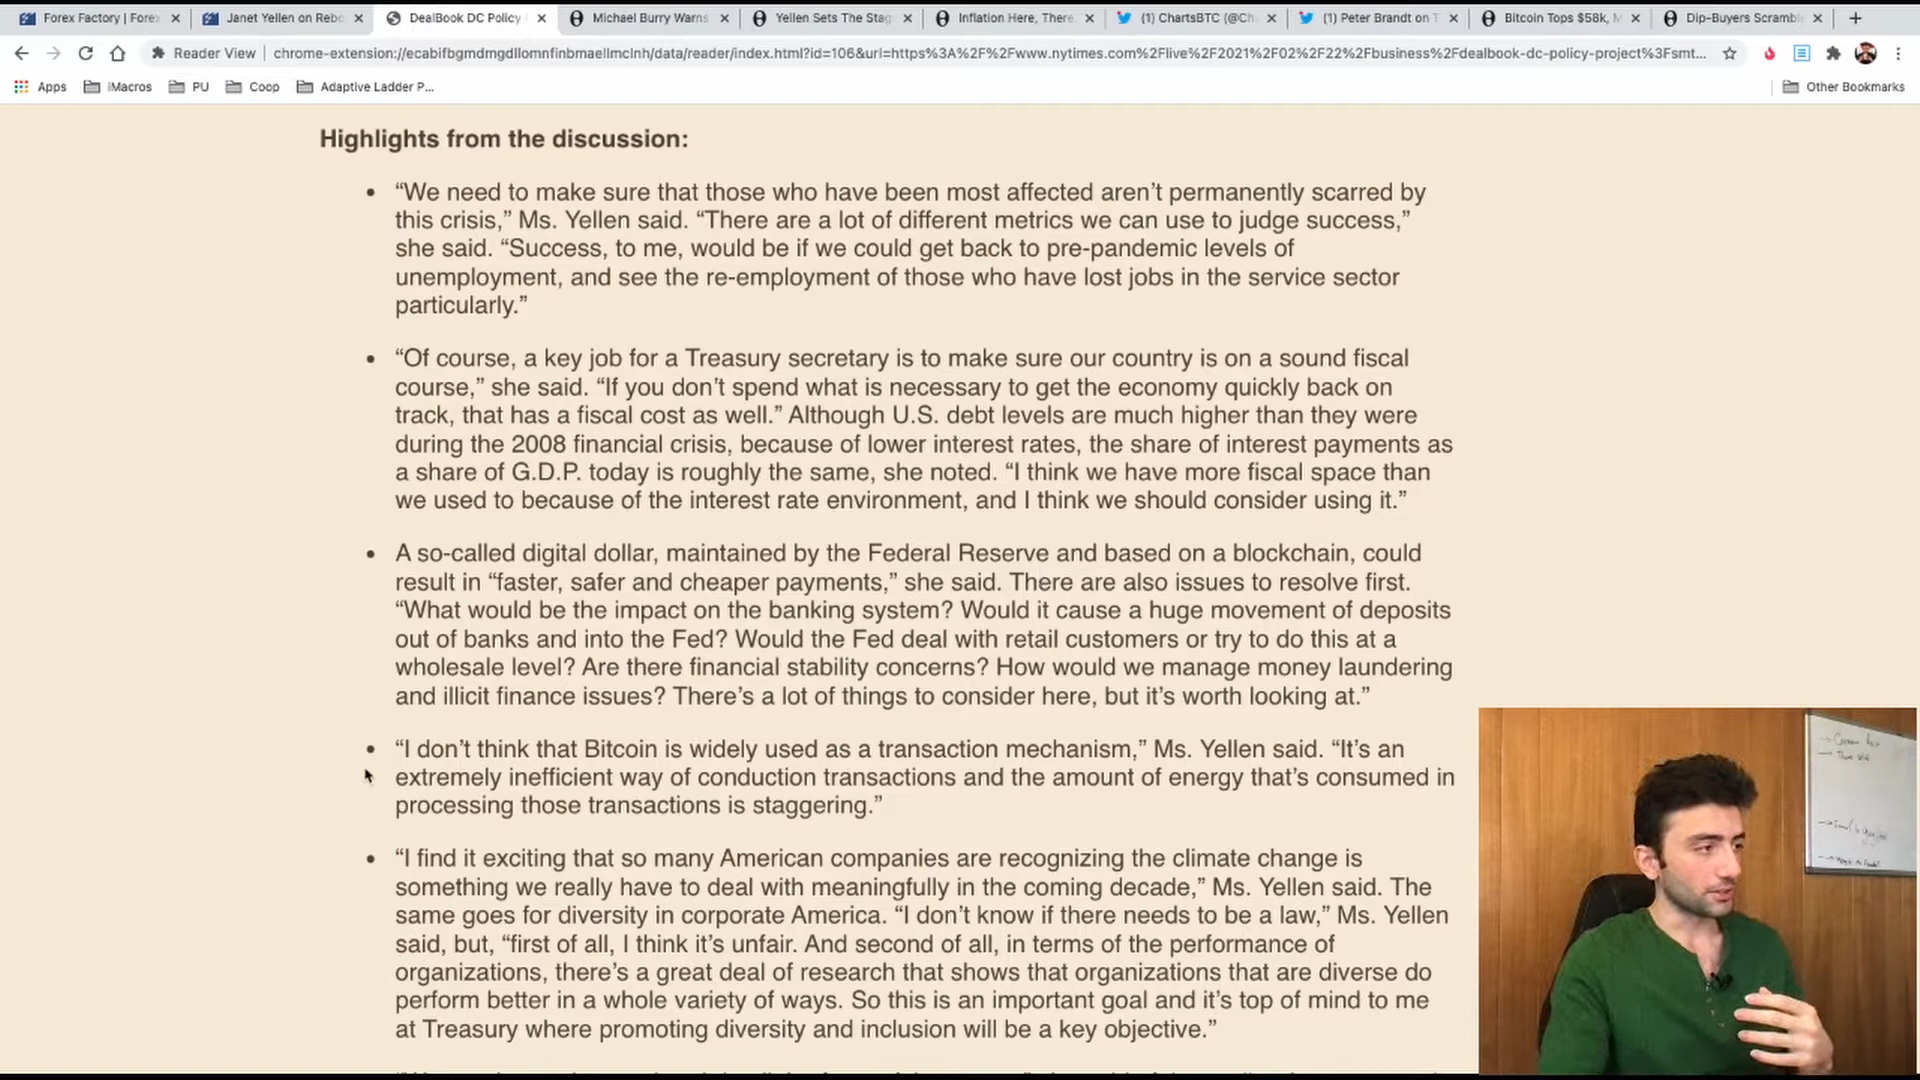 Forex Factory | Forex
Janet Yellen on Rebo
DealBook DC Policy
Michael Burry Warns
Yellen Sets The Stag
Inflation Here, There
(1) ChartsBTC (@Ch
(1) Peter Brandt on T
Bitcoin Tops $58k, M
Dip-Buyers Scrambl
Reader View
chrome-extension://ecabifbgmdmgdllomnfinbmaellmclnh/data/reader/index.html?id=106&url=https%3A%2F%2Fwww.nytimes.com%2Flive%2F2021%2F02%2F22%2Fbusiness%2Fdealbook-dc-policy-project%3Fsmt...
Apps
iMacros
PU
Coop
Adaptive Ladder P...
Other Bookmarks
Highlights from the discussion:
• “We need to make sure that those who have been most affected aren’t permanently scarred by
this crisis,” Ms. Yellen said. “There are a lot of different metrics we can use to judge success,”
she said. “Success, to me, would be if we could get back to pre-pandemic levels of
unemployment, and see the re-employment of those who have lost jobs in the service sector
particularly.”
• “Of course, a key job for a Treasury secretary is to make sure our country is on a sound fiscal
course,” she said. “If you don’t spend what is necessary to get the economy quickly back on
track, that has a fiscal cost as well.” Although U.S. debt levels are much higher than they were
during the 2008 financial crisis, because of lower interest rates, the share of interest payments as
a share of G.D.P. today is roughly the same, she noted. “I think we have more fiscal space than
we used to because of the interest rate environment, and I think we should consider using it.”
• A so-called digital dollar, maintained by the Federal Reserve and based on a blockchain, could
result in “faster, safer and cheaper payments,” she said. There are also issues to resolve first.
“What would be the impact on the banking system? Would it cause a huge movement of deposits
out of banks and into the Fed? Would the Fed deal with retail customers or try to do this at a
wholesale level? Are there financial stability concerns? How would we manage money laundering
and illicit finance issues? There’s a lot of things to consider here, but it’s worth looking at.”
• “I don’t think that Bitcoin is widely used as a transaction mechanism,” Ms. Yellen said. “It’s an
extremely inefficient way of conduction transactions and the amount of energy that’s consumed in
processing those transactions is staggering.”
• “I find it exciting that so many American companies are recognizing the climate change is
something we really have to deal with meaningfully in the coming decade,” Ms. Yellen said. The
same goes for diversity in corporate America. “I don’t know if there needs to be a law,” Ms. Yellen
said, but, “first of all, I think it’s unfair. And second of all, in terms of the performance of
organizations, there’s a great deal of research that shows that organizations that are diverse do
perform better in a whole variety of ways. So this is an important goal and it’s top of mind to me
at Treasury where promoting diversity and inclusion will be a key objective.”